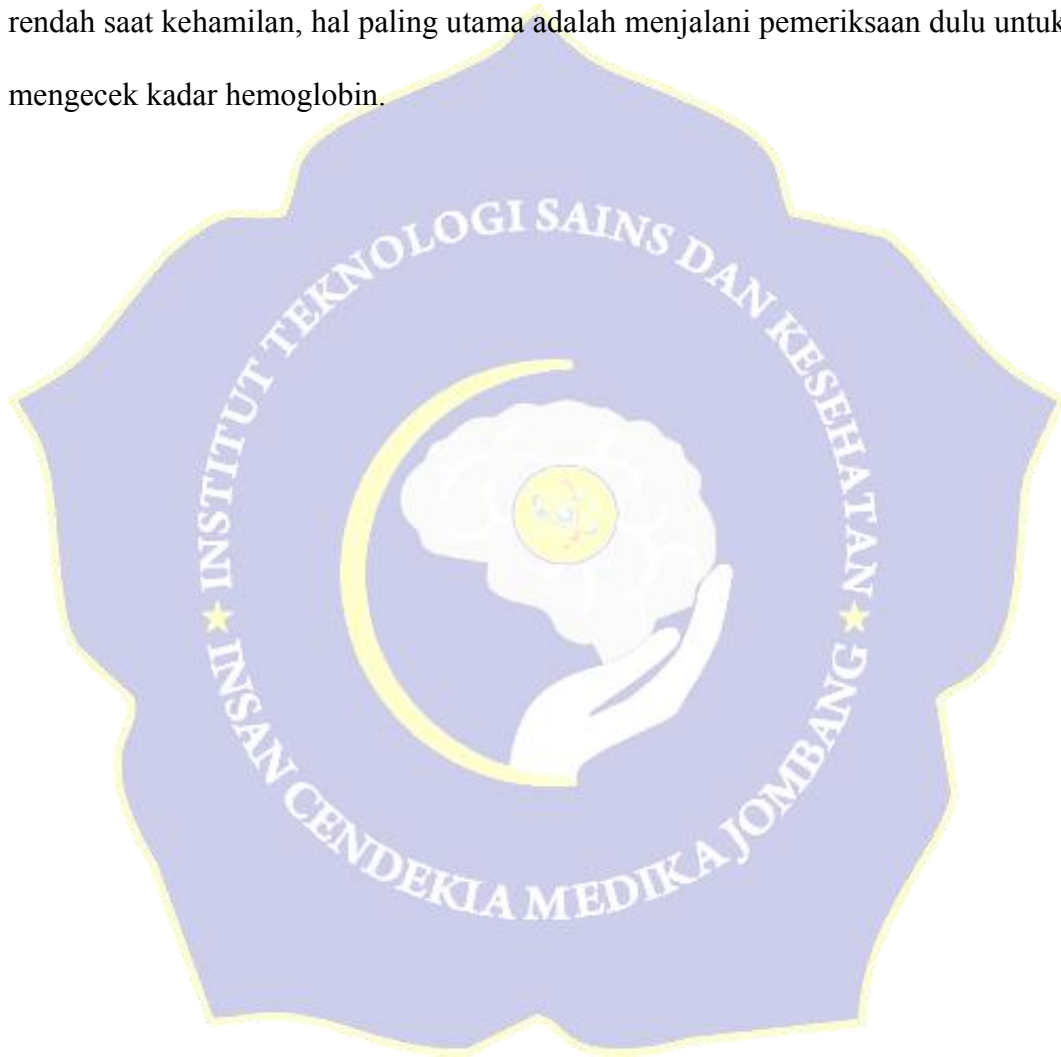 rendah saat kehamilan, hal paling utama adalah menjalani pemeriksaan dulu untuk
mengecek kadar hemoglobin.
INSTITUT TEKNOLOGI SAINS DAN KESEHATAN
INSAN CENDEKIA MEDIKA JOMBANG